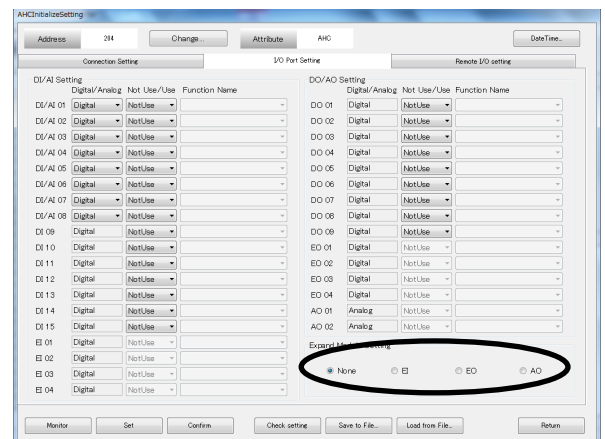 AHCInitializeSetting
Address 204 Change... Attribute AHC DateTime...
Connection Setting I/O Port Setting Remote I/O setting
DI/AI Setting
Digital/Analog Not Use/Use Function Name
DI/AI 01 Digital NotUse
DI/AI 02 Digital NotUse
DI/AI 03 Digital NotUse
DI/AI 04 Digital NotUse
DI/AI 05 Digital NotUse
DI/AI 06 Digital NotUse
DI/AI 07 Digital NotUse
DI/AI 08 Digital NotUse
DI 09 Digital NotUse
DI 10 Digital NotUse
DI 11 Digital NotUse
DI 12 Digital NotUse
DI 13 Digital NotUse
DI 14 Digital NotUse
DI 15 Digital NotUse
EI 01 Digital NotUse
EI 02 Digital NotUse
EI 03 Digital NotUse
EI 04 Digital NotUse
DO/AO Setting
Digital/Analog Not Use/Use Function Name
DO 01 Digital NotUse
DO 02 Digital NotUse
DO 03 Digital NotUse
DO 04 Digital NotUse
DO 05 Digital NotUse
DO 06 Digital NotUse
DO 07 Digital NotUse
DO 08 Digital NotUse
DO 09 Digital NotUse
EO 01 Digital NotUse
EO 02 Digital NotUse
EO 03 Digital NotUse
EO 04 Digital NotUse
AO 01 Analog NotUse
AO 02 Analog NotUse
Expand
None EI EO AO
Monitor Set Confirm Check setting Save to File... Load from File... Return